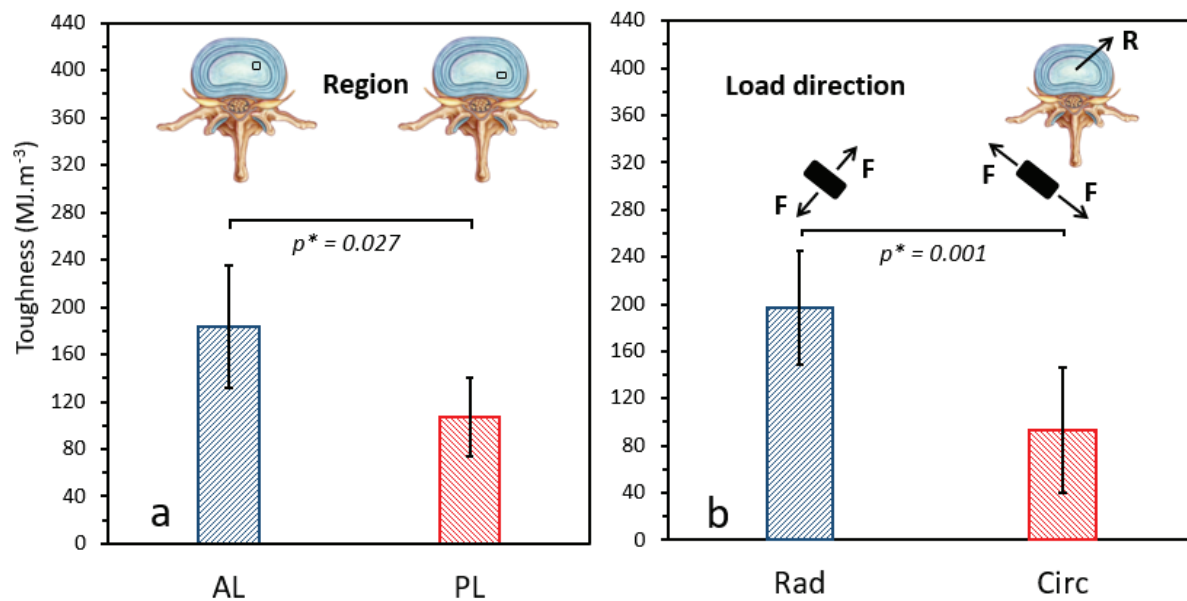 Toughness (MJ.m⁻³)
440
400
360
320
280
240
200
160
120
80
40
0
Region
p* = 0.027
a
AL
PL
440
400
360
320
280
240
200
160
120
80
40
0
R
Load direction
F
F
F
F
p* = 0.001
b
Rad
Circ